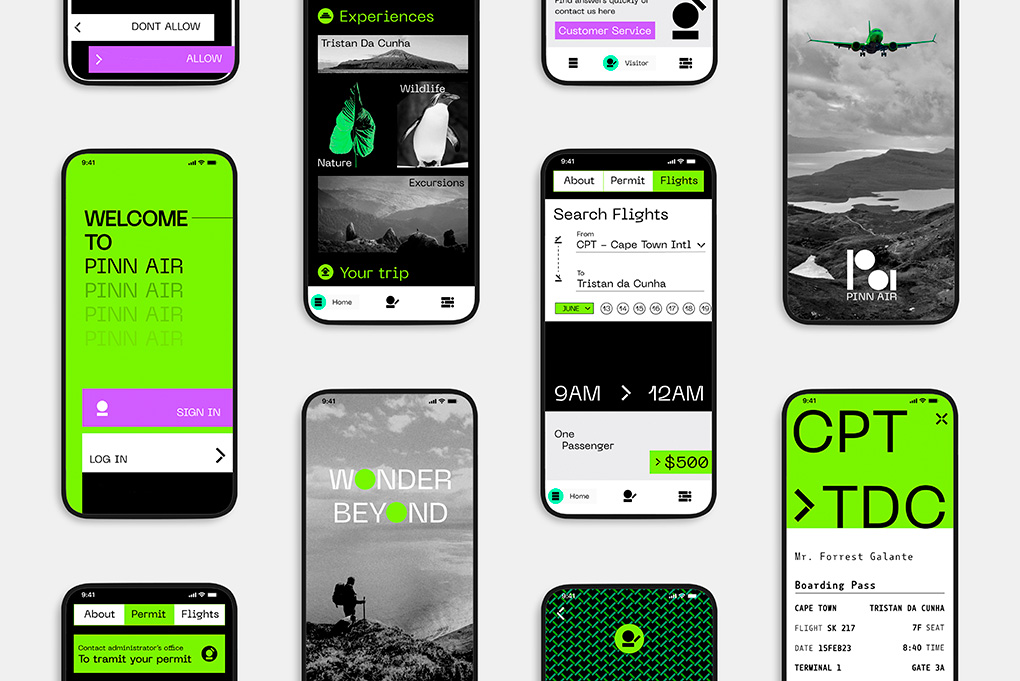 DONT ALLOW
ALLOW
9:41
WELCOME
TO
PINN AIR
PINN AIR
PINN AIR
PINN AIR
SIGN IN
LOG IN
9:41
About Permit Flights
Contact administrator's office
To tramit your permit
Experiences
Tristan Da Cunha
Wildlife
Nature
Excursions
Your trip
Home
9:41
WONDER
BEYOND
Find answers quickly or
contact us here
Customer Service
Visitor
9:41
About Permit Flights
Search Flights
From
CPT – Cape Town Intl
To
Tristan da Cunha
JUNE 13 14 15 16 17 18 19
9AM > 12AM
One
Passenger
> $500
Home
9:41
PINN AIR
9:41
CPT
>TDC
Mr. Forrest Galante
Boarding Pass
CAPE TOWN TRISTAN DA CUNHA
FLIGHT SK 217 7F SEAT
DATE 15FEB23 8:40 TIME
TERMINAL 1 GATE 3A